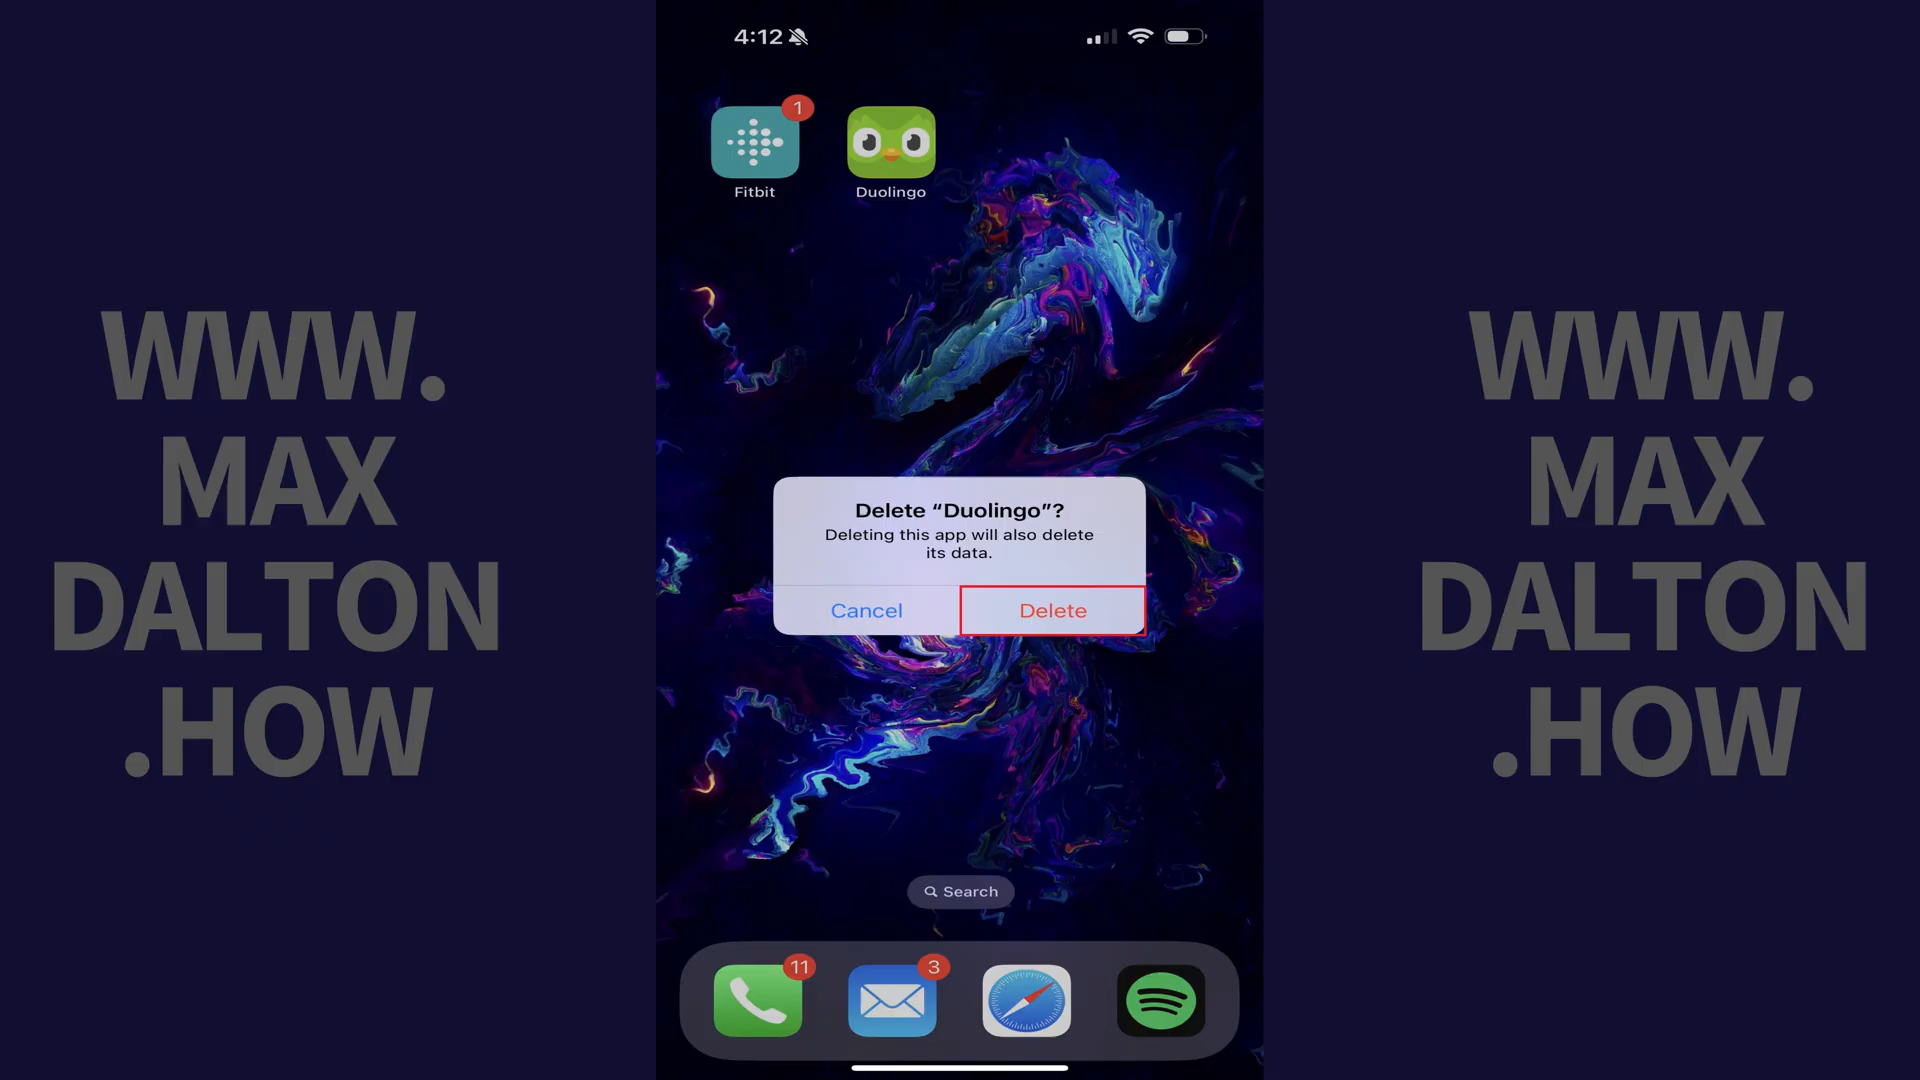 4:12
1
Fitbit
Duolingo
WWW.
MAX
DALTON
.HOW
Delete “Duolingo”?
Deleting this app will also delete
its data.
Cancel
Delete
Search
11
3
WWW.
MAX
DALTON
.HOW